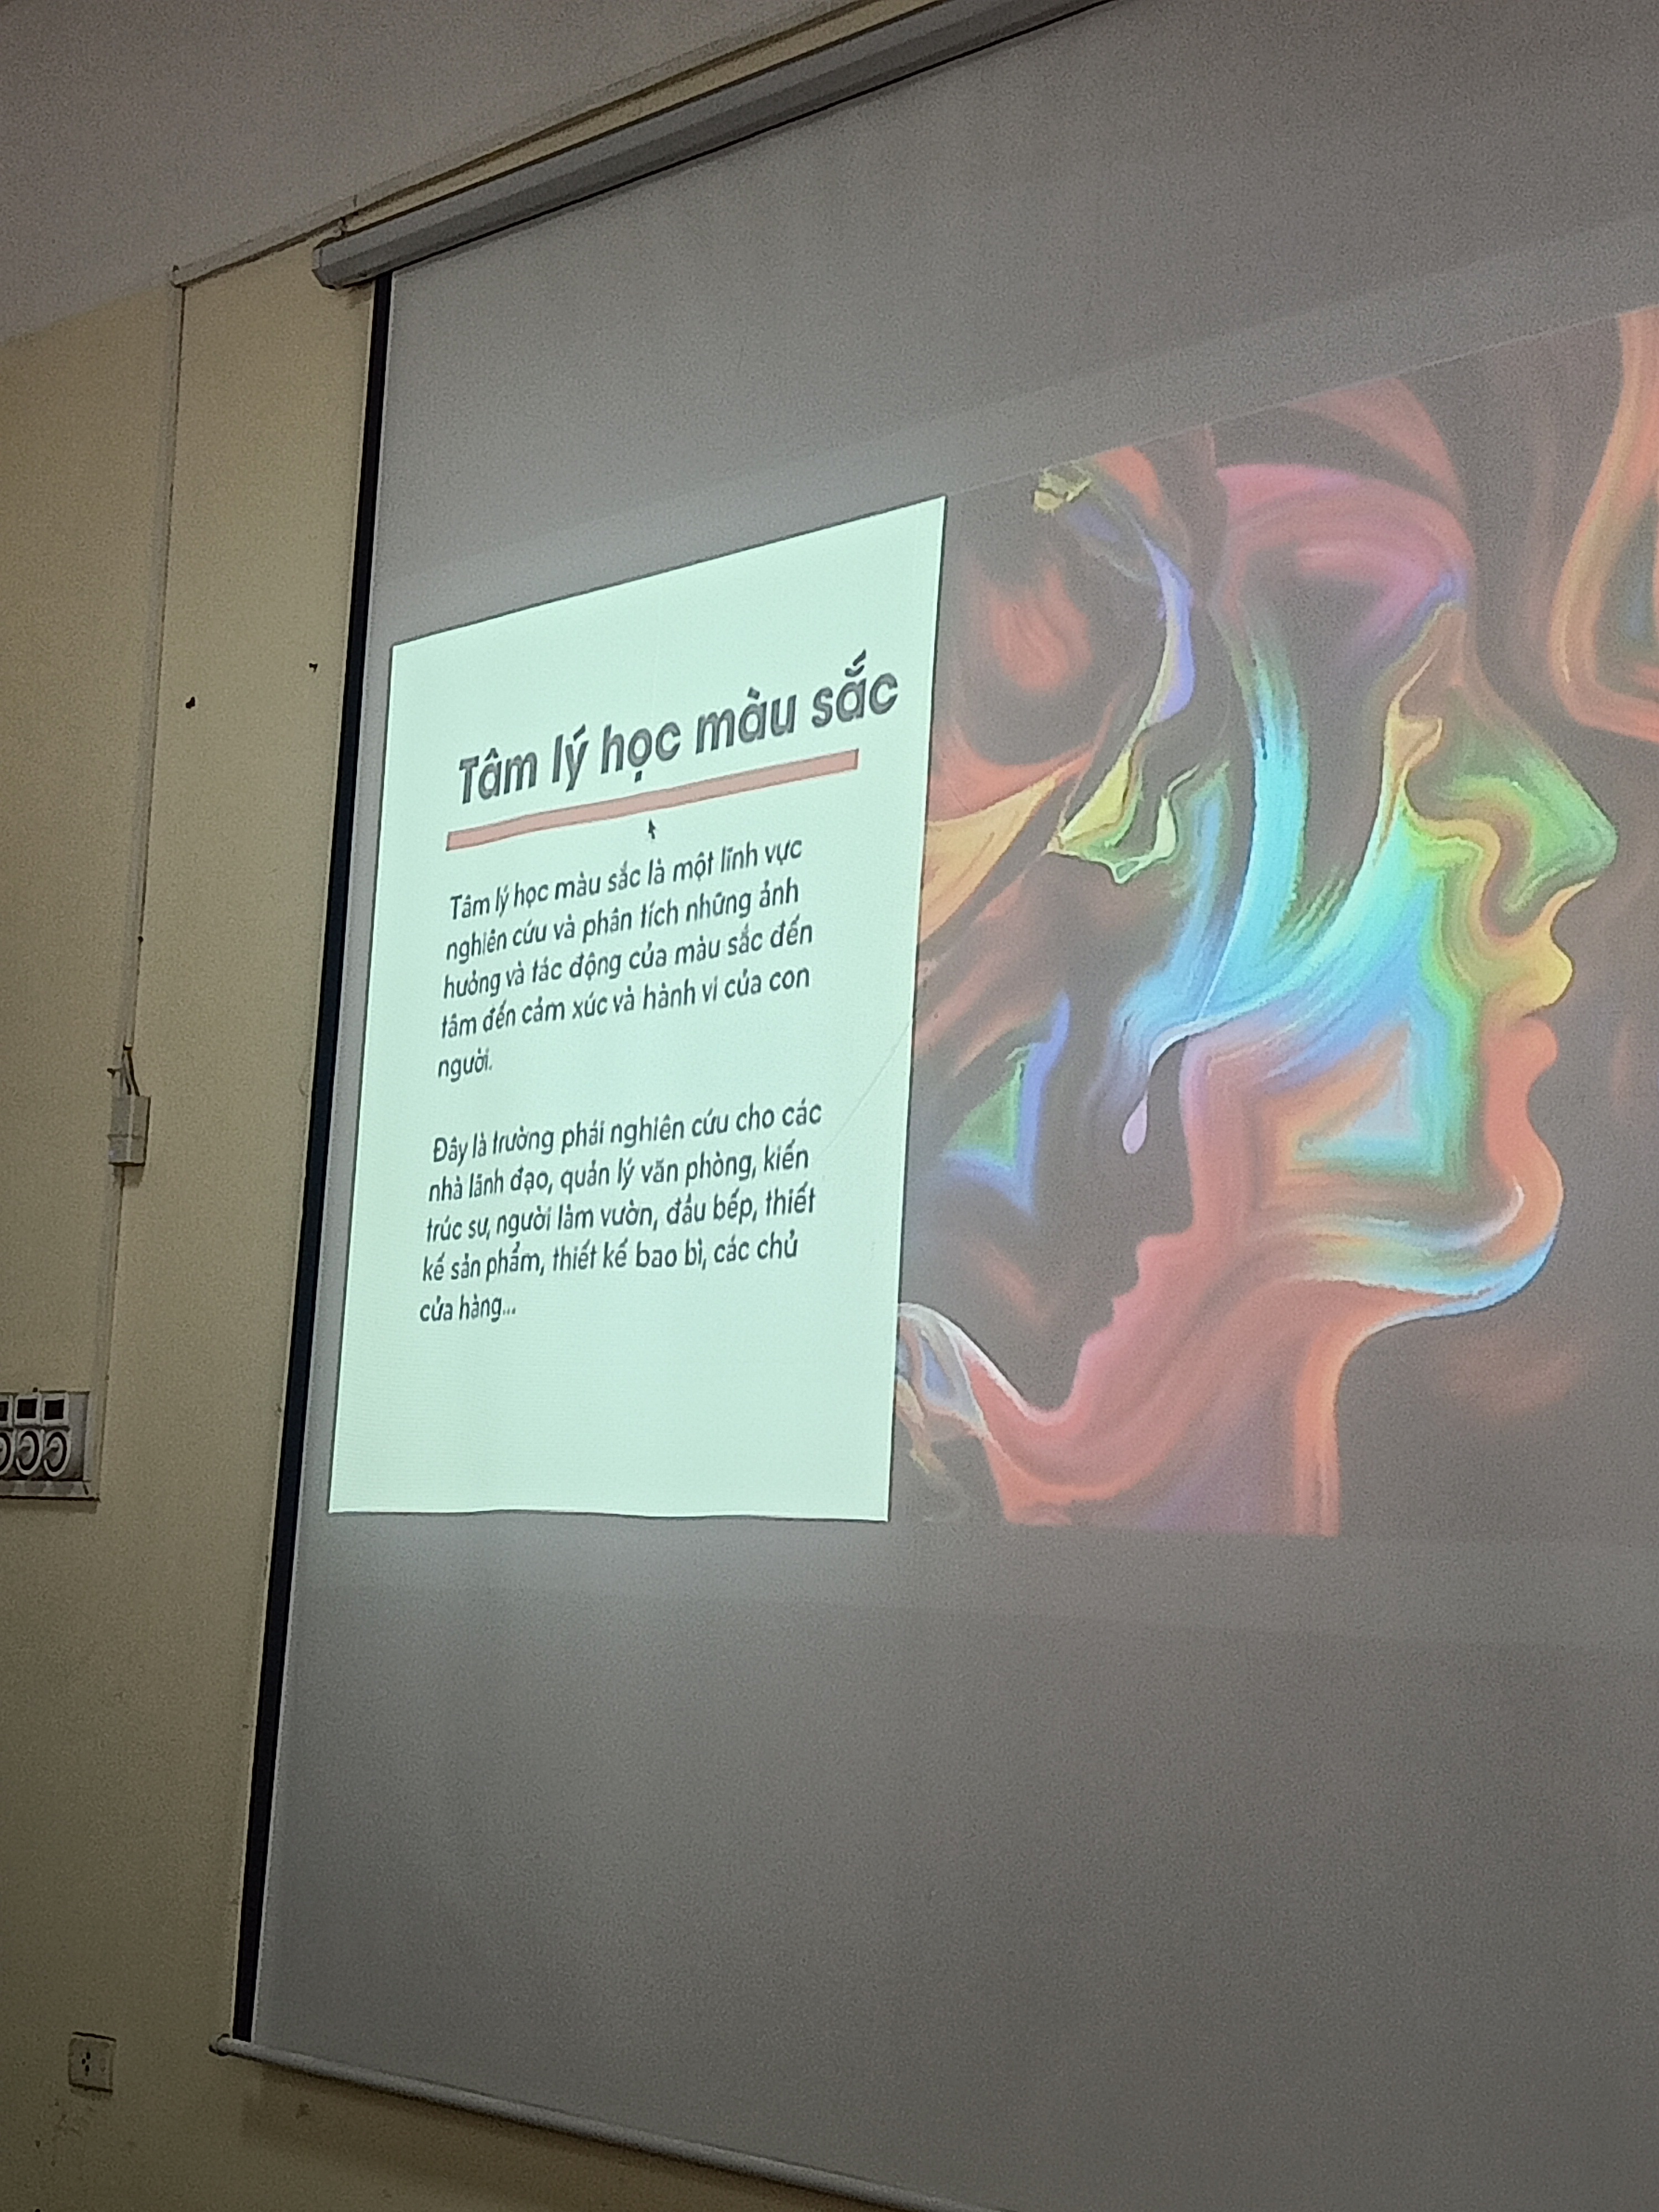 Tâm lý học màu sắc
Tâm lý học màu sắc là một lĩnh vực
nghiên cứu và phân tích những ảnh
hưởng và tác động của màu sắc đến
tâm đến cảm xúc và hành vi của con
người.
Đây là trường phái nghiên cứu cho các
nhà lãnh đạo, quản lý văn phòng, kiến
trúc sư, người làm vườn, đầu bếp, thiết
kế sản phẩm, thiết kế bao bì, các chủ
cửa hàng...